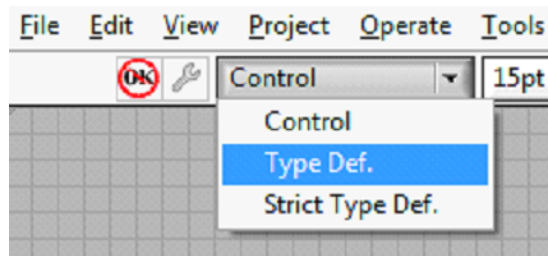 File Edit View Project Operate Tools
OK Control 15pt
Control
Type Def.
Strict Type Def.